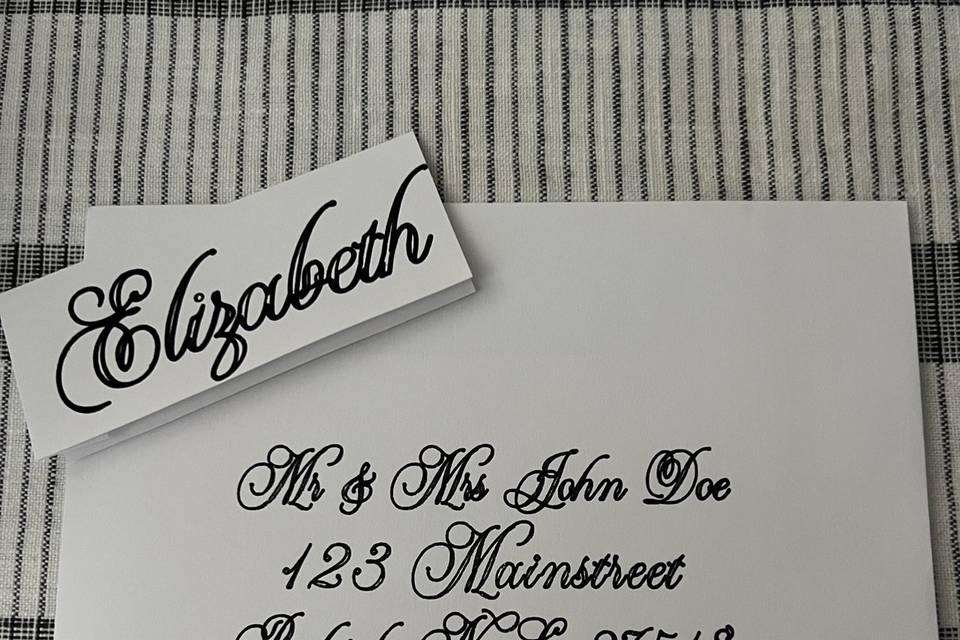 Elizabeth
Mr & Mrs John Doe
123 Mainstreet